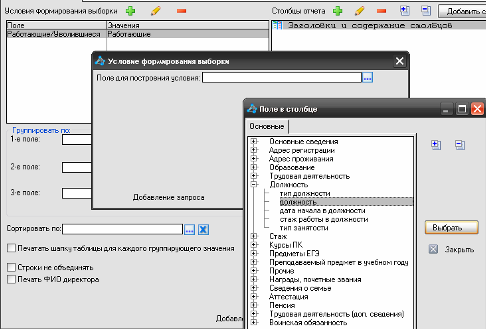 Условия формирования выборки
Столбцы отчета
Добавить с
Поле
Значения
Работающие/Уволившиеся
Работающие
Заголовки и содержание столбцов
Условие формирования выборки
Поле для построения условия:
...
Добавление запроса
Группировать по:
1-е поле:
2-е поле:
3-е поле:
Сортировать по:
...
Печатать шапку таблицы для каждого группирующего значения
Строки не объединять
Печать ФИО директора
Добавле
Поле в столбце
Основные
Основные сведения
Адрес регистрации
Адрес проживания
Образование
Трудовая деятельность
Должность
тип должности
должность
дата начала в должности
стаж работы в должности
тип занятости
Стаж
Курсы ПК
Предметы ЕГЭ
Преподаваемый предмет в учебном году
Прочие
Награды, почетные звания
Сведения о семье
Аттестация
Пенсия
Трудовая деятельность (доп. сведения)
Воинская обязанность
Выбрать
Закрыть